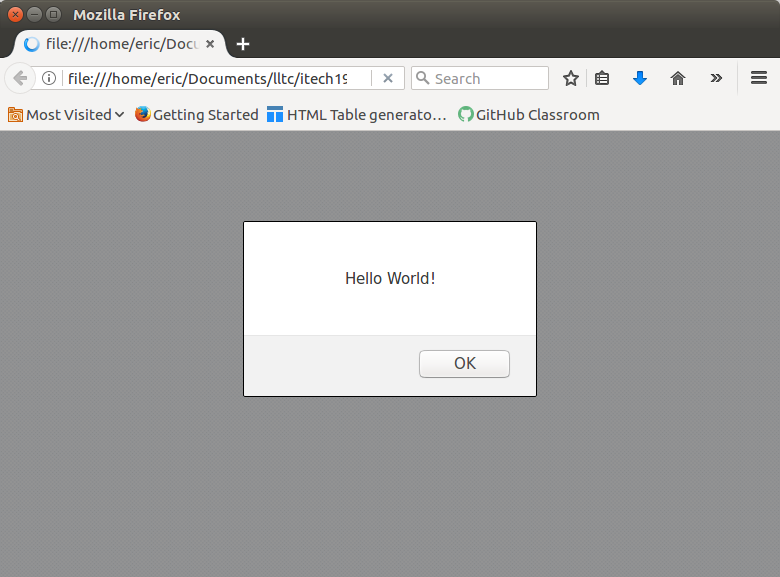 Mozilla Firefox
file:///home/eric/Docu
file:///home/eric/Documents/lltc/itech19
Search
Most Visited
Getting Started
HTML Table generato...
GitHub Classroom
Hello World!
OK